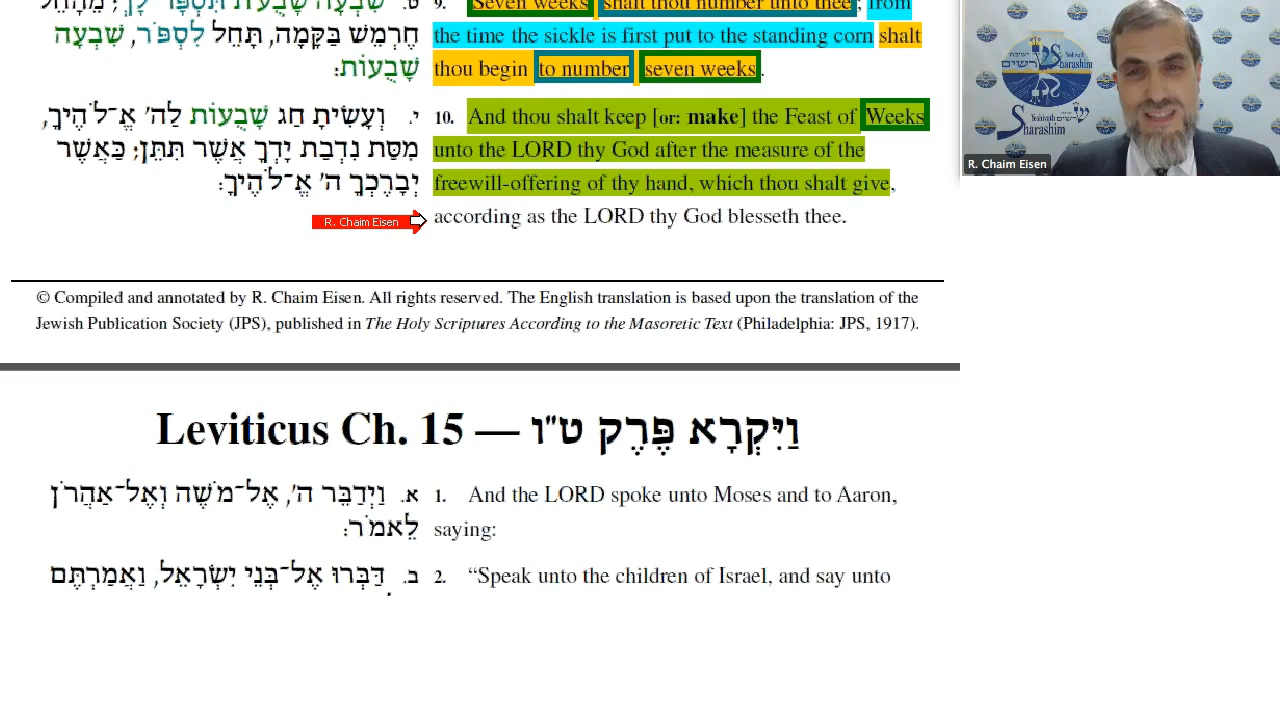 ט. שִׁבְעָה שָׁבֻעֹת תִּסְפָּר־לָךְ; מֵהָחֵל
חֶרְמֵשׁ בַּקָּמָה, תָּחֵל לִסְפֹּר, שִׁבְעָה
שָׁבֻעוֹת:
9. Seven weeks shalt thou number unto thee; from
the time the sickle is first put to the standing corn shalt
thou begin to number seven weeks.
י. וְעָשִׂיתָ חַג שָׁבֻעוֹת לַה' אֱ־לֹהֶיךָ,
מִסַּת נִדְבַת יָדְךָ אֲשֶׁר תִּתֵּן; כַּאֲשֶׁר
יְבָרֶכְךָ ה' אֱ־לֹהֶיךָ:
10. And thou shalt keep [or: make] the Feast of Weeks
unto the LORD thy God after the measure of the
freewill-offering of thy hand, which thou shalt give,
according as the LORD thy God blesseth thee.
R. Chaim Eisen
© Compiled and annotated by R. Chaim Eisen. All rights reserved. The English translation is based upon the translation of the
Jewish Publication Society (JPS), published in The Holy Scriptures According to the Masoretic Text (Philadelphia: JPS, 1917).
Leviticus Ch. 15 — וַיִּקְרָא פֶּרֶק ט"ו
א. וַיְדַבֵּר ה', אֶל־מֹשֶׁה וְאֶל־אַהֲרֹן
לֵאמֹר:
1. And the LORD spoke unto Moses and to Aaron,
saying:
ב. דַּבְּרוּ אֶל־בְּנֵי יִשְׂרָאֵל, וַאֲמַרְתֶּם
2. “Speak unto the children of Israel, and say unto
Yeshivath
Sharashim
Yeshivath
Sharashim
R. Chaim Eisen